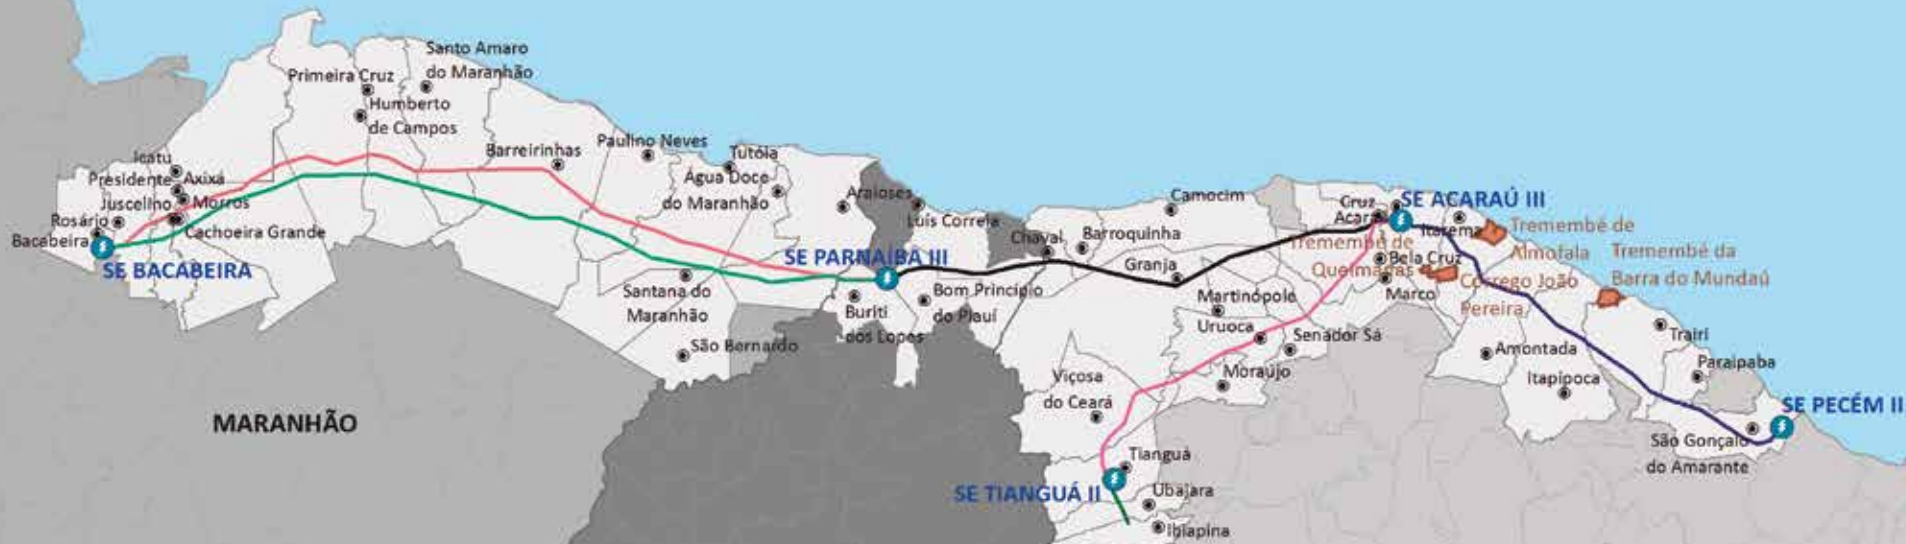 Santo Amaro
do Maranhão
Primeira Cruz
Humberto
de Campos
Barreirinhas
Paulino Neves
Tutóia
Água Doce
do Maranhão
Araioses
Luís Correia
Icatu
Presidente
Juscelino
Axixá
Morros
Rosário
Bacabeira
Cachoeira Grande
SE BACABEIRA
Santana do
Maranhão
São Bernardo
MARANHÃO
SE PARNAÍBA III
Buriti
dos Lopes
Bom Princípio
do Piauí
Chaval
Barroquinha
Camocim
Granja
Cruz
SE ACARAÚ III
Itarema
Tremembé de
Almofala
Tremembé da
Barra do Mundaú
Tremembé de
Queimadas
Bela Cruz
Marco
Córrego João
Pereira
Martinópole
Uruoca
Senador Sá
Moraújo
Viçosa
do Ceará
Amontada
Itapipoca
Trairi
Paraipaba
SE PECÉM II
São Gonçalo
do Amarante
Tianguá
SE TIANGUÁ II
Ubajara
Ibiapina